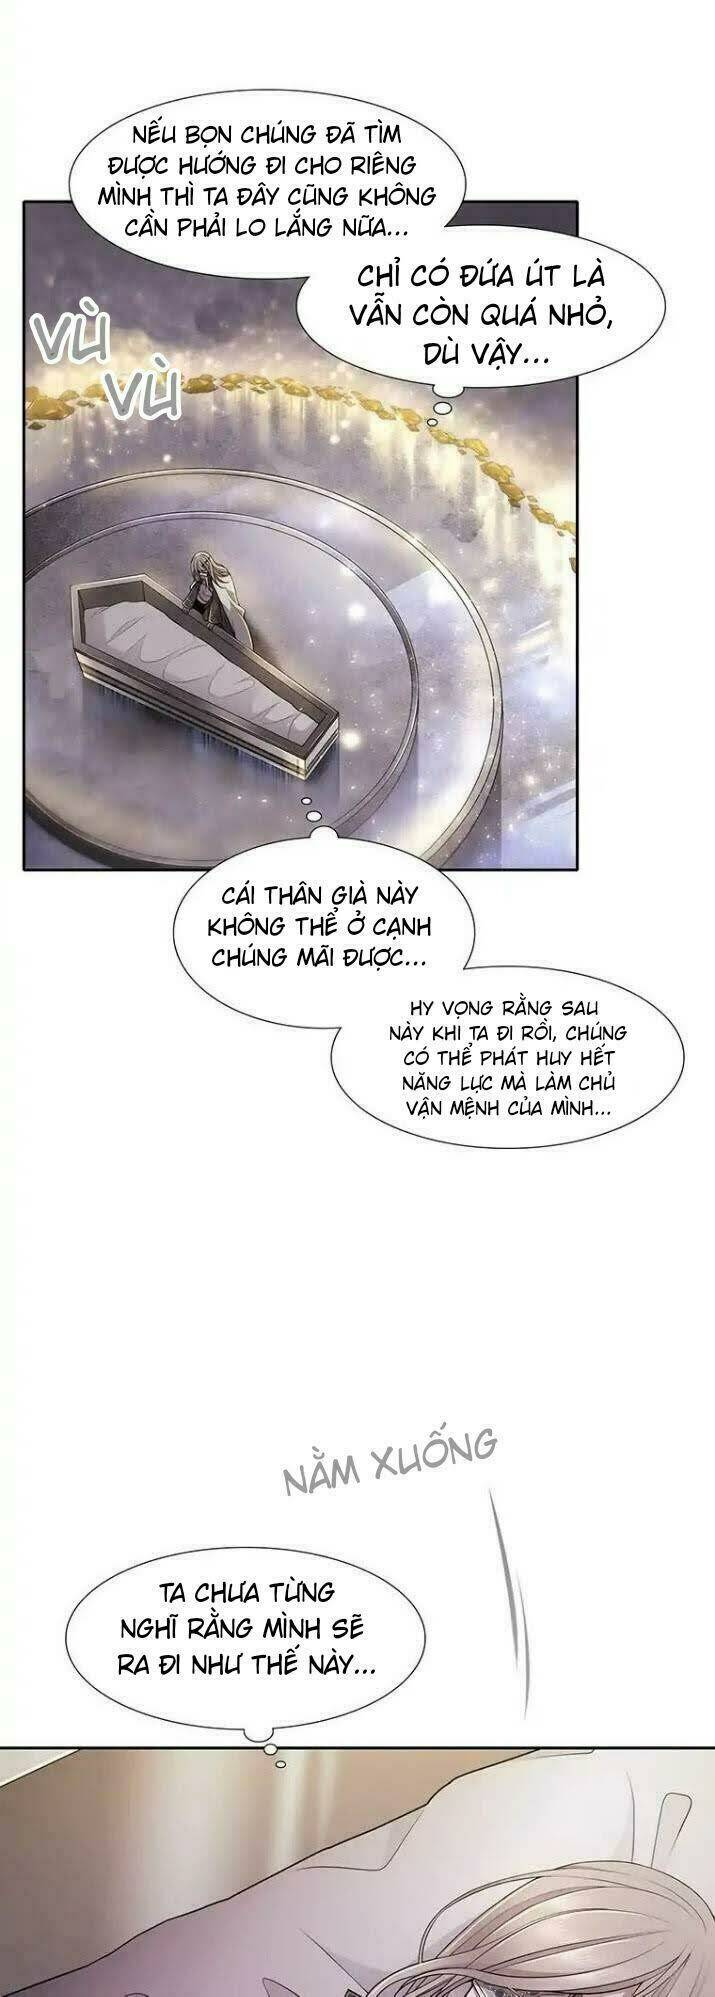 NẾU BỌN CHÚNG ĐÃ TÌM
ĐƯỢC HƯỚNG ĐI CHO RIÊNG
MÌNH THÌ TA ĐÂY CŨNG KHÔNG
CẦN PHẢI LO LẮNG NỮA...
CHỈ CÓ ĐỨA ÚT LÀ
VẪN CÒN QUÁ NHỎ,
DÙ VẬY...
VÙ
VÙ
CÁI THÂN GIÀ NÀY
KHÔNG THỂ Ở CẠNH
CHÚNG MÃI ĐƯỢC...
HY VỌNG RẰNG SAU
NÀY KHI TA ĐI RỒI, CHÚNG
CÓ THỂ PHÁT HUY HẾT
NĂNG LỰC MÀ LÀM CHỦ
VẬN MỆNH CỦA MÌNH...
NẰM XUỐNG
TA CHƯA TỪNG
NGHĨ RẰNG MÌNH SẼ
RA ĐI NHƯ THẾ NÀY...